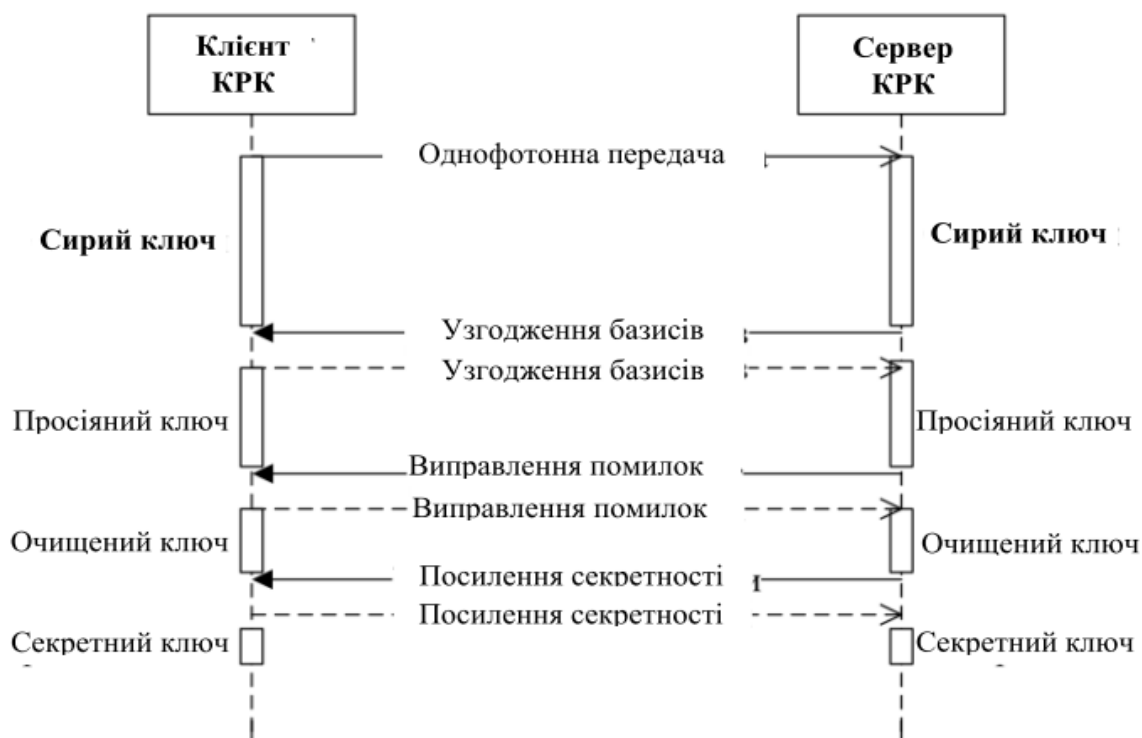 Клієнт
КРК
Сервер
КРК
Однофотонна передача
Сирий ключ
Сирий ключ
Узгодження базисів
Узгодження базисів
Просіяний ключ
Просіяний ключ
Виправлення помилок
Виправлення помилок
Очищений ключ
Очищений ключ
Посилення секретності
Посилення секретності
Секретний ключ
Секретний ключ